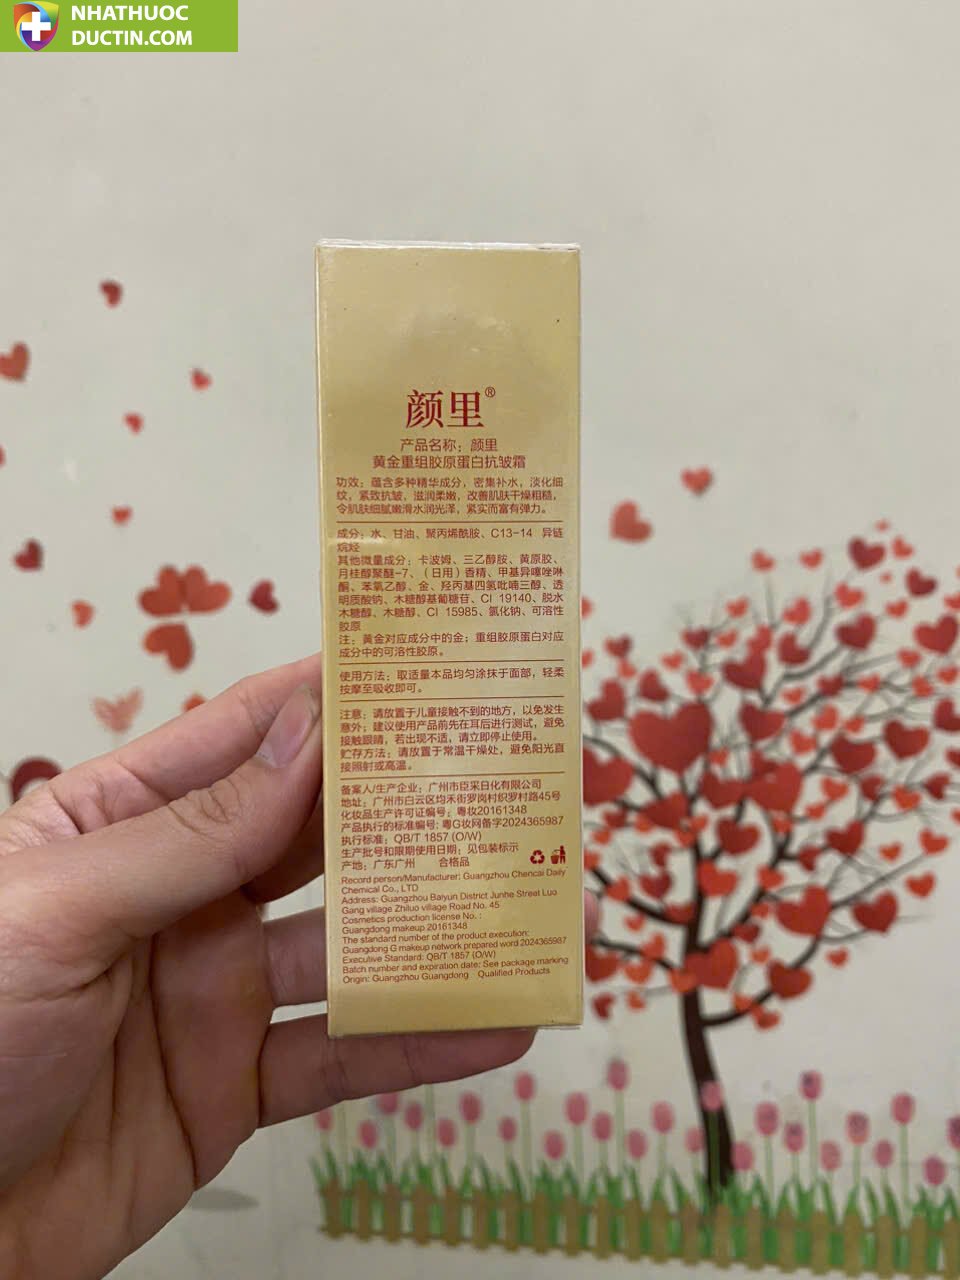 NHATHUOC
DUCTIN.COM
颜里®
产品名称：颜里
黄金重组胶原蛋白抗皱霜
功效：蕴含多种精华成分，密集补水，淡化细
纹，紧致抗皱、滋润柔嫩，改善肌肤干燥粗糙，
令肌肤细腻嫩滑水润光泽，紧实而富有弹力。
成分：水、甘油、聚丙烯酰胺、C13-14 异链
烷烃
其他微量成分：卡波姆、三乙醇胺、黄原胶、
月桂醇聚醚-7、（日用）香精、甲基异噻唑啉
酮、苯氧乙醇、金、羟丙基四氢吡喃三醇、透
明质酸钠、木糖醇基葡糖苷、CI 19140、脱水
木糖醇、木糖醇、CI 15985、氯化钠、可溶性
胶原
注：黄金对应成分中的金；重组胶原蛋白对应
成分中的可溶性胶原。
使用方法：取适量本品均匀涂抹于面部，轻柔
按摩至吸收即可。
注意：请放置于儿童接触不到的地方，以免发生
意外；建议使用产品前先在耳后进行测试，避免
接触眼睛，若出现不适，请立即停止使用。
贮存方法：请放置于常温干燥处，避免阳光直
接照射或高温。
备案人/生产企业：广州市臣采日化有限公司
地址：广州市白云区均禾街罗岗村织罗村路45号
化妆品生产许可证编号：粤妆20161348
产品执行的标准编号：粤G妆网备字2024365987
执行标准：QB/T 1857 (O/W)
生产批号和限期使用日期：见包装标示
产地：广东广州 合格品
Record person/Manufacturer: Guangzhou Chencai Daily
Chemical Co., LTD
Address: Guangzhou Baiyun District Junhe Street Luo
Gang village Zhiluo village Road No. 45
Cosmetics production license No. :
Guangdong makeup 20161348
The standard number of the product execution:
Guangdong G makeup network prepared word 2024365987
Executive Standard: QB/T 1857 (O/W)
Batch number and expiration date: See package marking
Origin: Guangzhou Guangdong Qualified Products